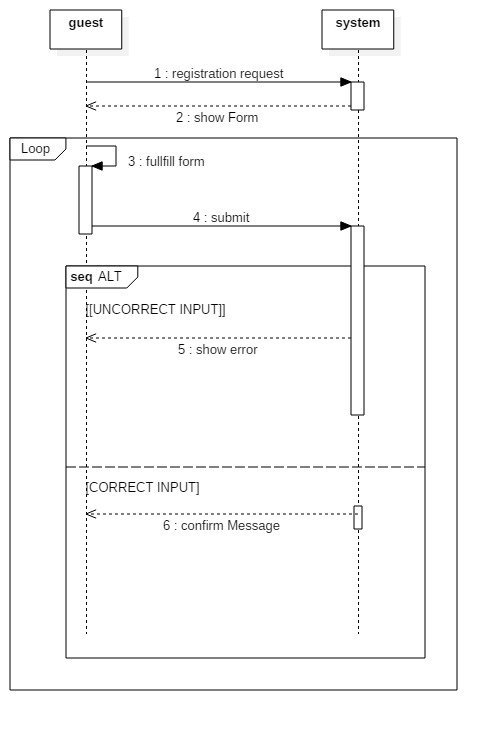 guest
system
1 : registration request
2 : show Form
Loop
3 : fullfill form
4 : submit
seq ALT
[[UNCORRECT INPUT]]
5 : show error
[CORRECT INPUT]
6 : confirm Message